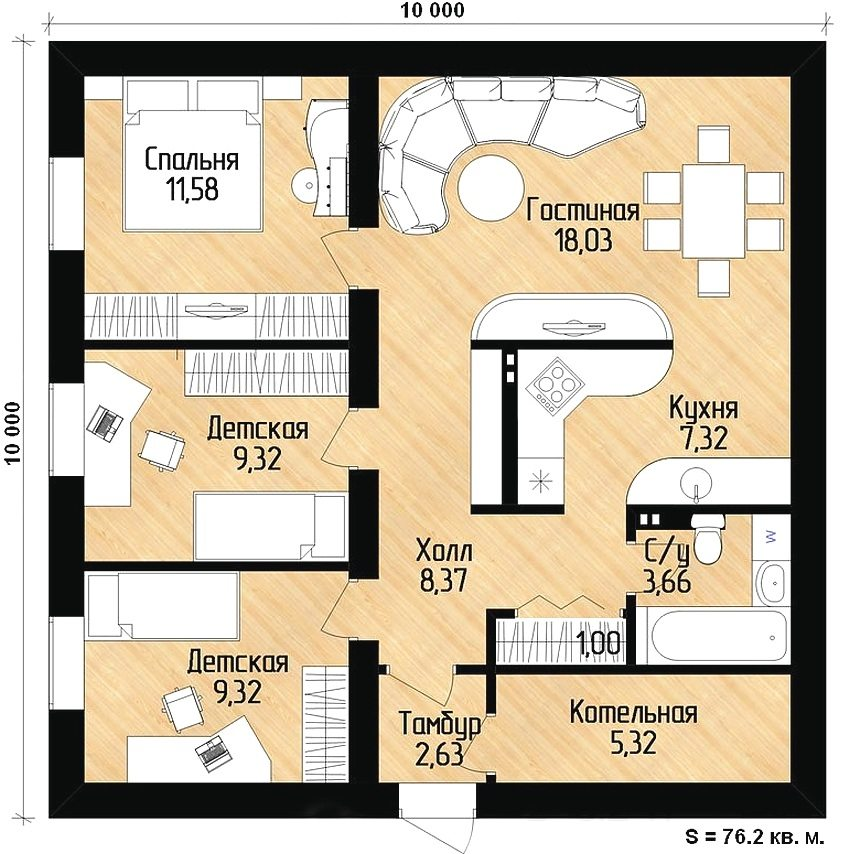 10 000
10 000
Спальня
11,58
Гостиная
18,03
Детская
9,32
Кухня
7,32
Холл
8,37
С/у
3,66
W
Детская
9,32
1,00
Тамбур
2,63
Котельная
5,32
S = 76.2 кв. м.